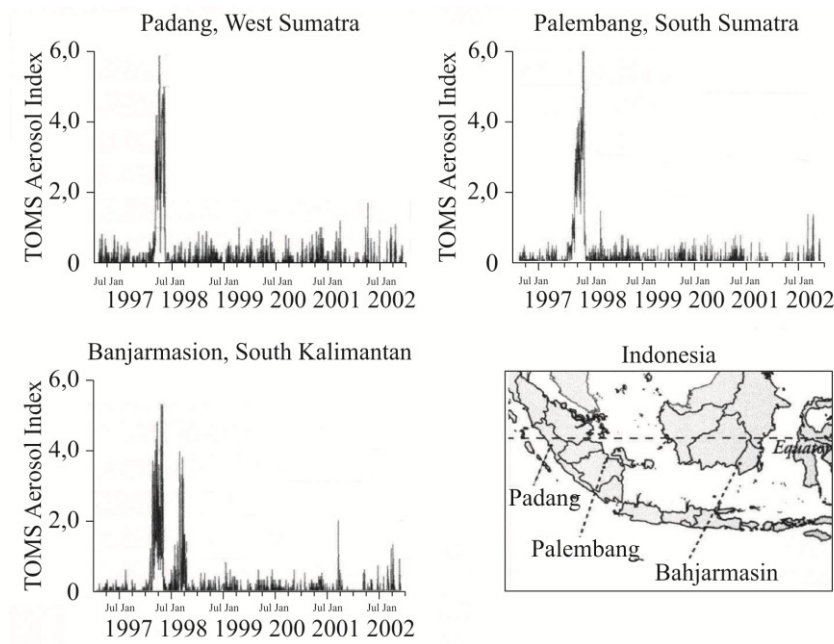 Padang, West Sumatra
TOMS Aerosol Index
6,0
4,0
2,0
0
Jul Jan Jul Jan Jul Jan Jul Jan Jul Jan Jul Jan
1997 1998 1999 200 2001 2002
Palembang, South Sumatra
TOMS Aerosol Index
6,0
4,0
2,0
0
Jul Jan Jul Jan Jul Jan Jul Jan Jul Jan Jul Jan
1997 1998 1999 200 2001 2002
Banjarmasion, South Kalimantan
TOMS Aerosol Index
6,0
4,0
2,0
0
Jul Jan Jul Jan Jul Jan Jul Jan Jul Jan Jul Jan
1997 1998 1999 200 2001 2002
Indonesia
Equator
Padang
Palembang
Bahjarmasin